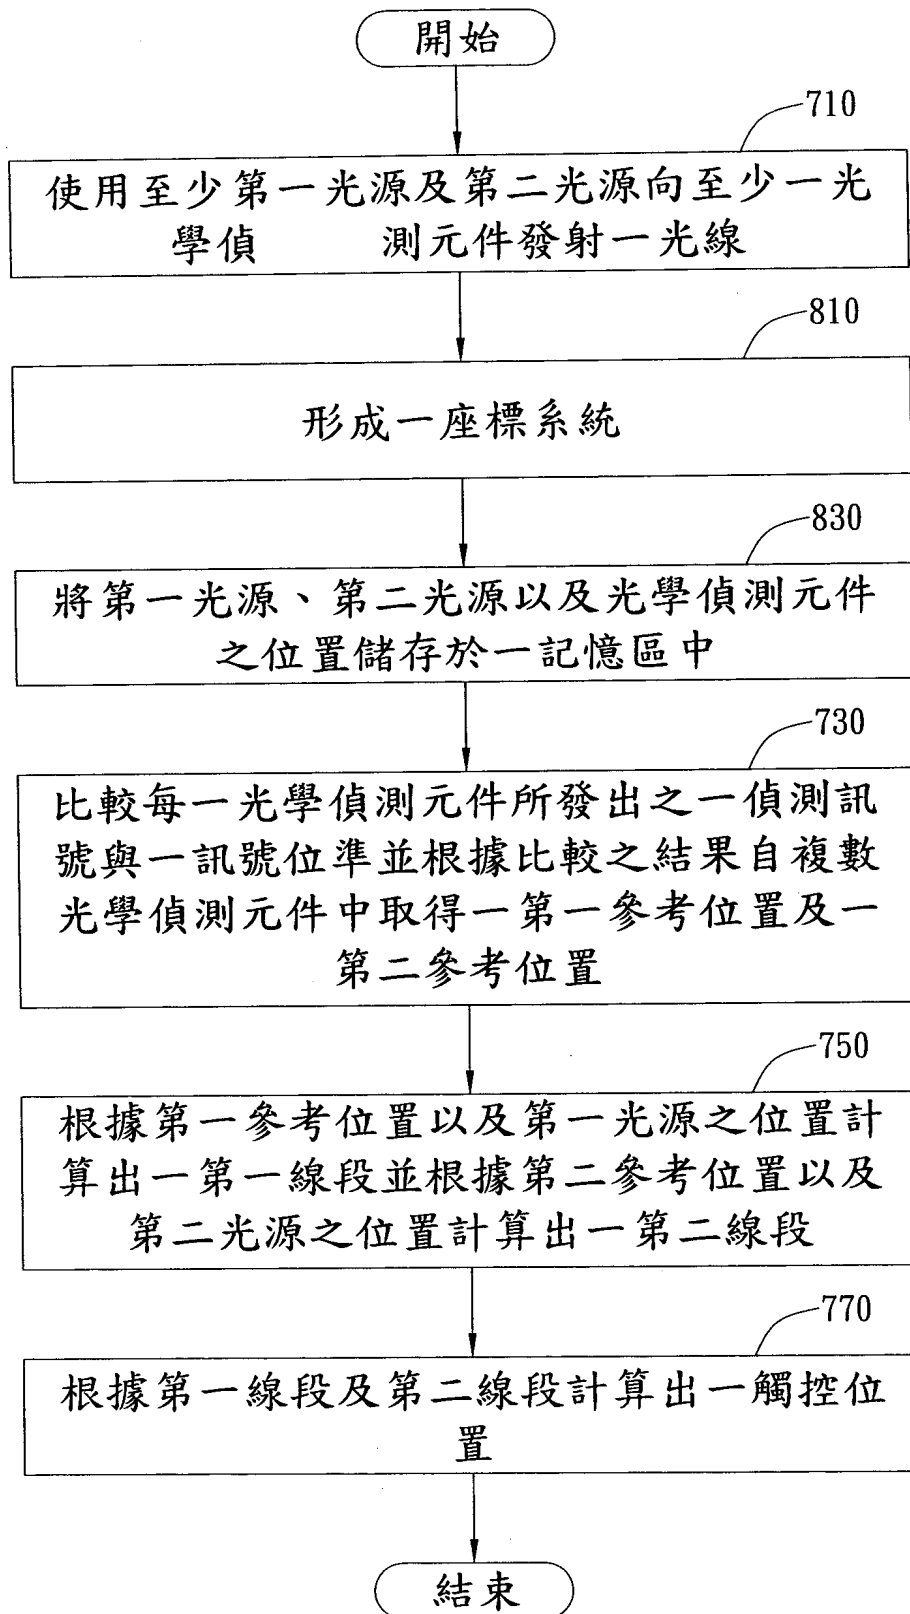 開始
710
使用至少第一光源及第二光源向至少一光
學偵 測元件發射一光線
810
形成一座標系統
830
將第一光源、第二光源以及光學偵測元件
之位置儲存於一記憶區中
730
比較每一光學偵測元件所發出之一偵測訊
號與一訊號位準並根據比較之結果自複數
光學偵測元件中取得一第一參考位置及一
第二參考位置
750
根據第一參考位置以及第一光源之位置計
算出一第一線段並根據第二參考位置以及
第二光源之位置計算出一第二線段
770
根據第一線段及第二線段計算出一觸控位
置
結束